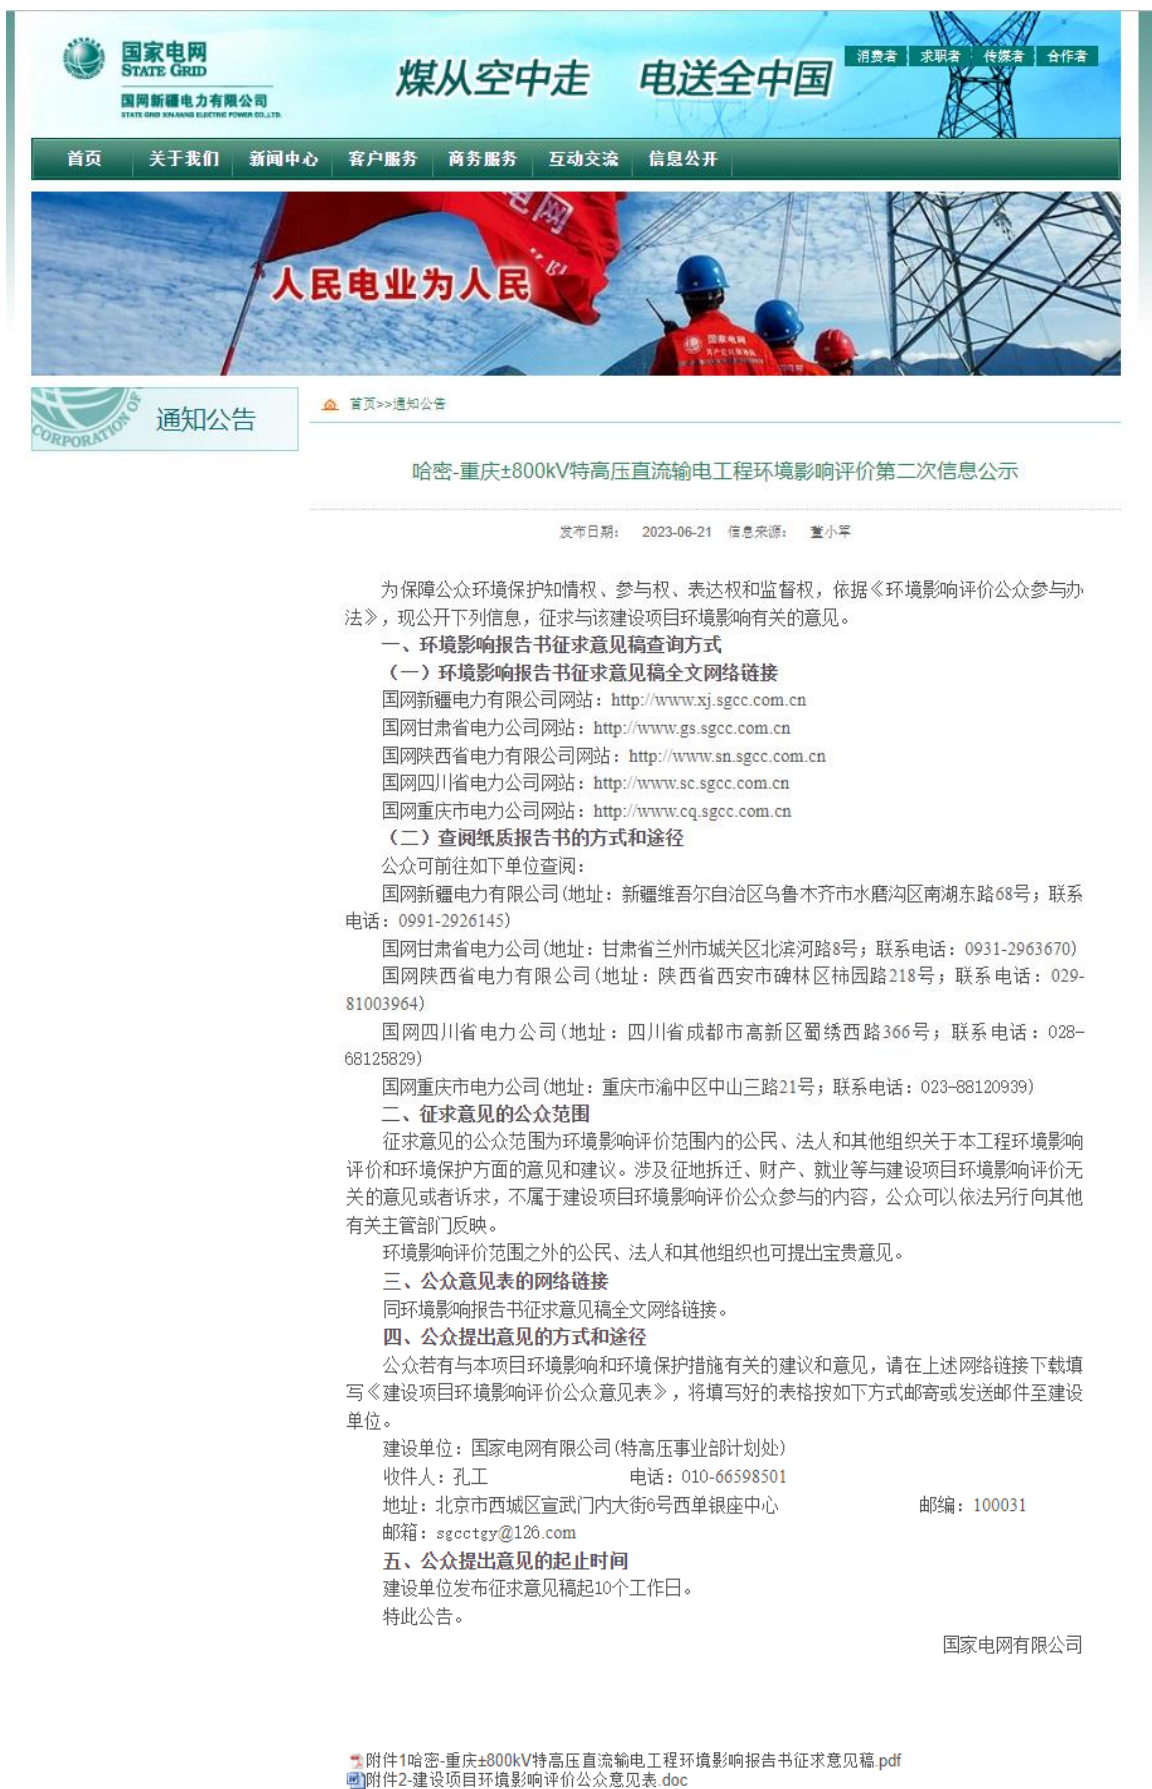 国家电网
STATE GRID
国网新疆电力有限公司
STATE GRID XINJIANG ELECTRIC POWER CO.,LTD.
煤从空中走 电送全中国
消费者 求职者 传媒者 合作者
首页 关于我们 新闻中心 客户服务 商务服务 互动交流 信息公开
人民电业为人民
CORPORATION OF
通知公告
首页>>通知公告
哈密-重庆±800kV特高压直流输电工程环境影响评价第二次信息公示
发布日期: 2023-06-21 信息来源: 董小军
为保障公众环境保护知情权、参与权、表达权和监督权，依据《环境影响评价公众参与办
法》，现公开下列信息，征求与该建设项目环境影响有关的意见。
一、环境影响报告书征求意见稿查询方式
（一）环境影响报告书征求意见稿全文网络链接
国网新疆电力有限公司网站：http://www.xj.sgcc.com.cn
国网甘肃省电力公司网站：http://www.gs.sgcc.com.cn
国网陕西省电力有限公司网站：http://www.sn.sgcc.com.cn
国网四川省电力公司网站：http://www.sc.sgcc.com.cn
国网重庆市电力公司网站：http://www.cq.sgcc.com.cn
（二）查阅纸质报告书的方式和途径
公众可前往如下单位查阅：
国网新疆电力有限公司(地址：新疆维吾尔自治区乌鲁木齐市水磨沟区南湖东路68号；联系
电话：0991-2926145)
国网甘肃省电力公司(地址：甘肃省兰州市城关区北滨河路8号；联系电话：0931-2963670)
国网陕西省电力有限公司(地址：陕西省西安市碑林区柿园路218号；联系电话：029-
81003964)
国网四川省电力公司(地址：四川省成都市高新区蜀绣西路366号；联系电话：028-
68125829)
国网重庆市电力公司(地址：重庆市渝中区中山三路21号；联系电话：023-88120939)
二、征求意见的公众范围
征求意见的公众范围为环境影响评价范围内的公民、法人和其他组织关于本工程环境影响
评价和环境保护方面的意见和建议。涉及征地拆迁、财产、就业等与建设项目环境影响评价无
关的意见或者诉求，不属于建设项目环境影响评价公众参与的内容，公众可以依法另行向其他
有关主管部门反映。
环境影响评价范围之外的公民、法人和其他组织也可提出宝贵意见。
三、公众意见表的网络链接
同环境影响报告书征求意见稿全文网络链接。
四、公众提出意见的方式和途径
公众若有与本项目环境影响和环境保护措施有关的建议和意见，请在上述网络链接下载填
写《建设项目环境影响评价公众意见表》，将填写好的表格按如下方式邮寄或发送邮件至建设
单位。
建设单位：国家电网有限公司(特高压事业部计划处)
收件人：孔工 电话：010-66598501
地址：北京市西城区宣武门内大街6号西单银座中心 邮编：100031
邮箱：sgcctgy@126.com
五、公众提出意见的起止时间
建设单位发布征求意见稿起10个工作日。
特此公告。
国家电网有限公司
附件1哈密-重庆±800kV特高压直流输电工程环境影响报告书征求意见稿.pdf
附件2-建设项目环境影响评价公众意见表.doc